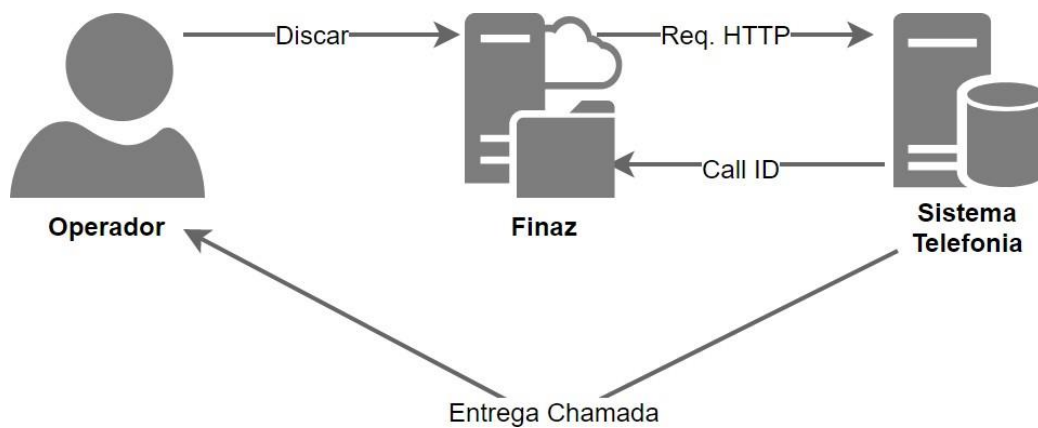 Discar
Req. HTTP
Call ID
Operador
Finaz
Sistema
Telefonia
Entrega Chamada